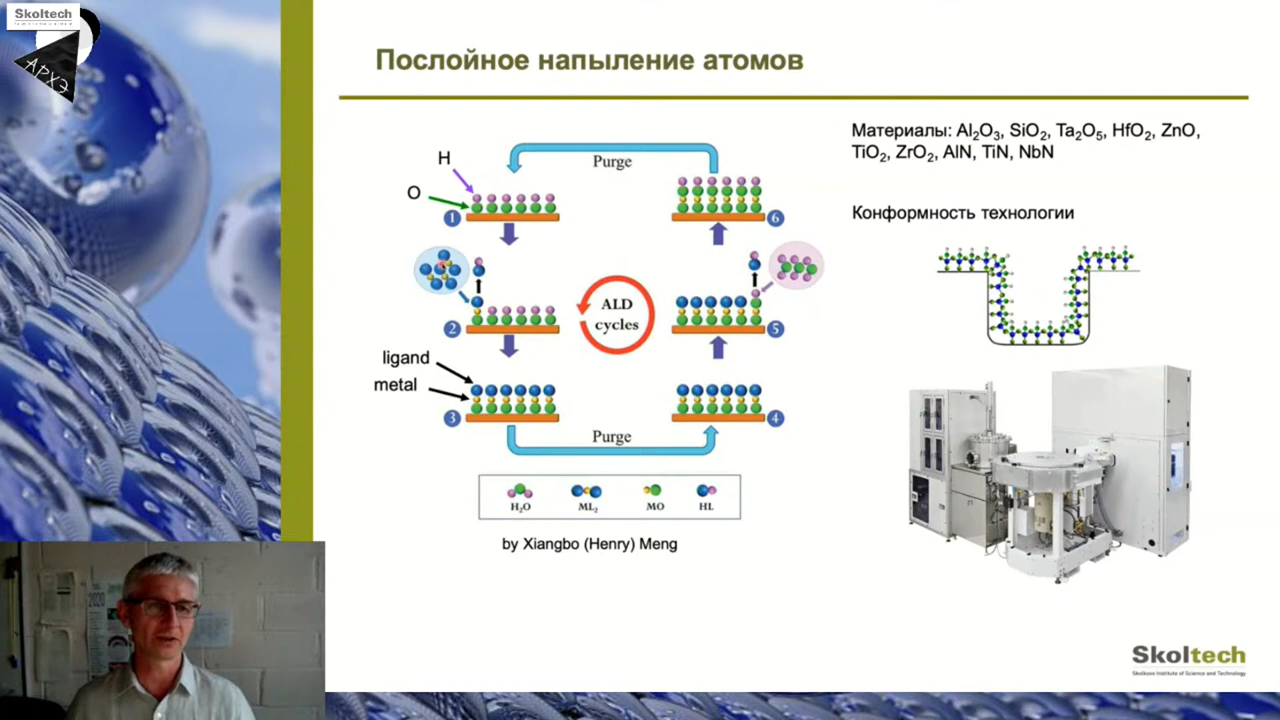 Skoltech
АРХЭ
Послойное напыление атомов
Материалы: Al₂O₃, SiO₂, Ta₂O₅, HfO₂, ZnO,
TiO₂, ZrO₂, AlN, TiN, NbN
Конформность технологии
H
O
Purge
1
6
2
ALD
cycles
5
ligand
metal
3
4
Purge
H₂O
ML₂
MO
HL
by Xiangbo (Henry) Meng
2020
Skoltech
Skolkovo Institute of Science and Technology